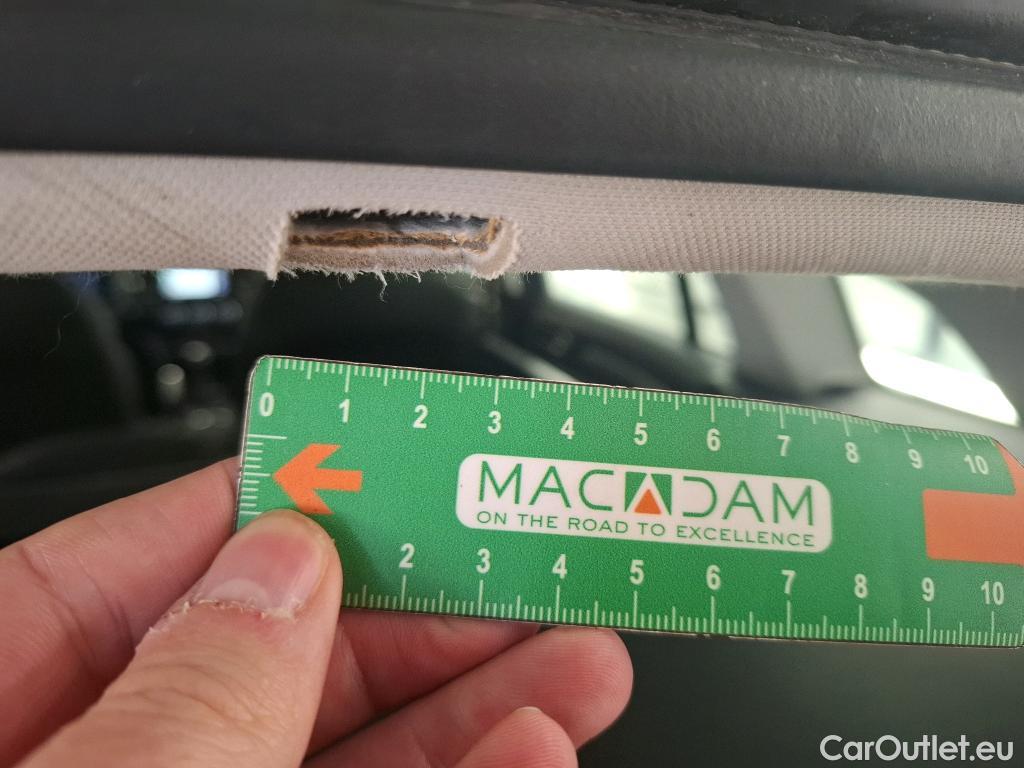 0 1 2 3 4 5 6 7 8 9 10
MACADAM
ON THE ROAD TO EXCELLENCE
2 3 4 5 6 7 8 9 10
CarOutlet.eu